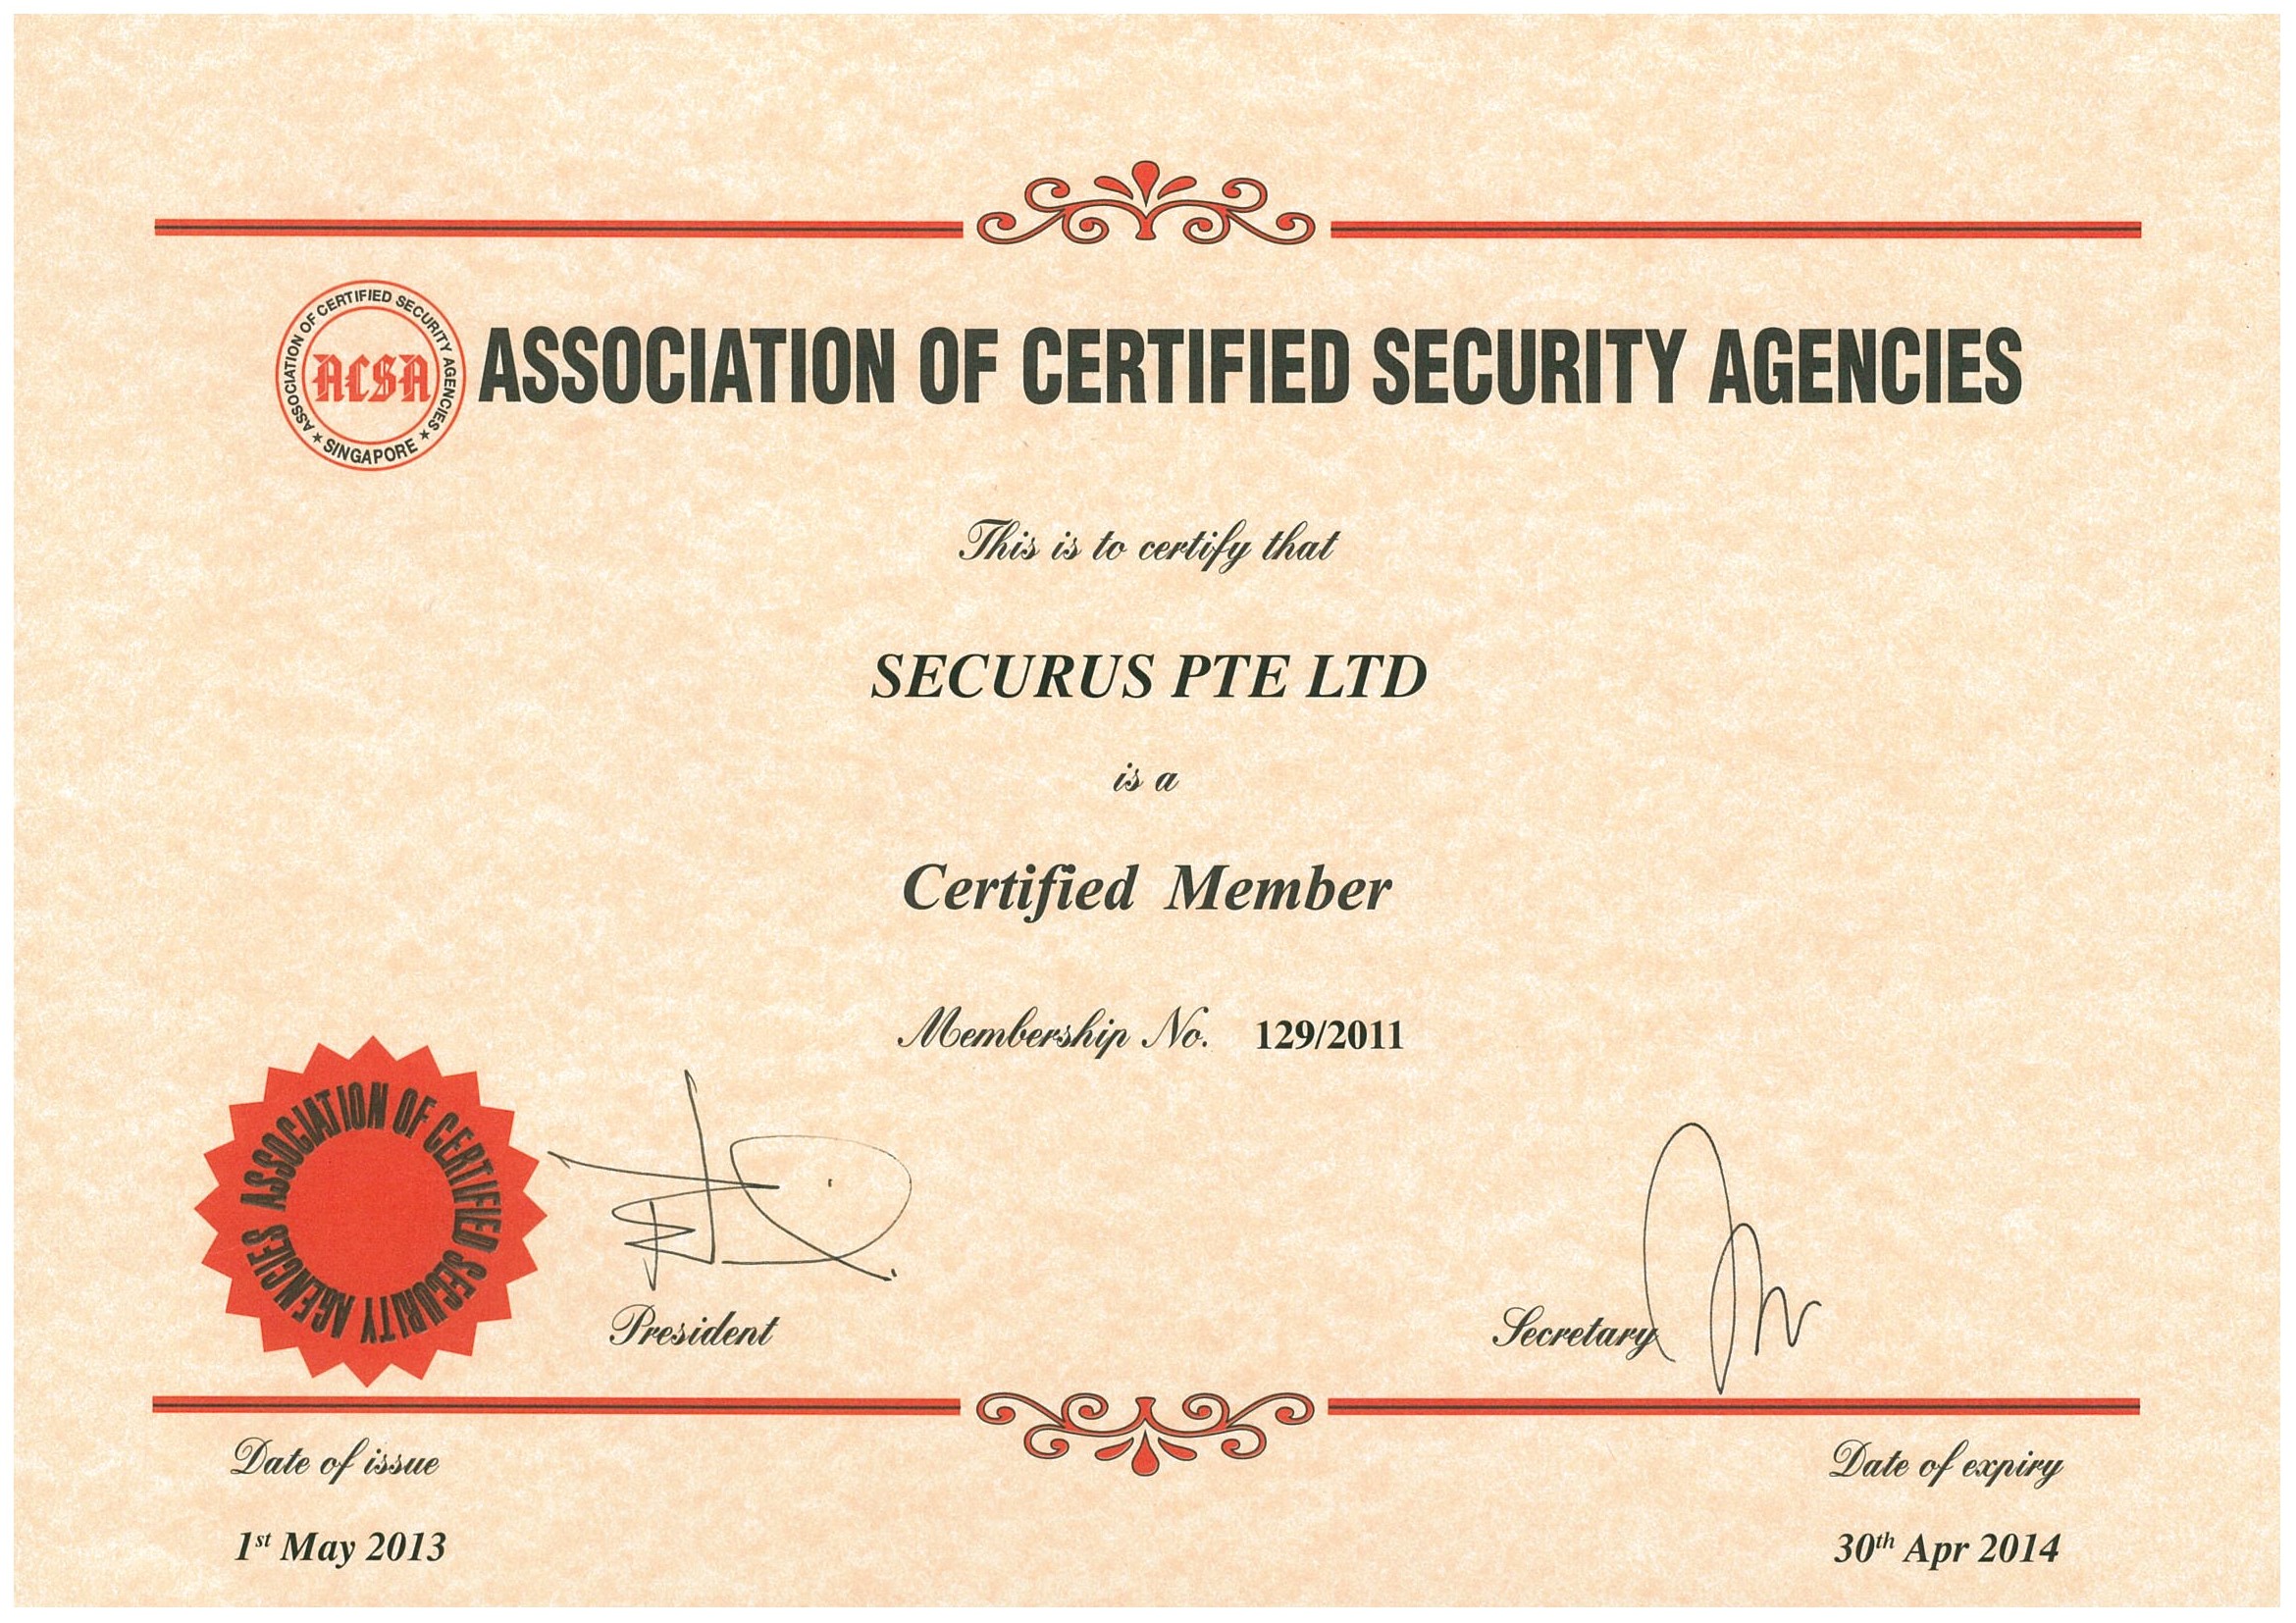 ASSOCIATION OF CERTIFIED SECURITY AGENCIES
ACSA
★ SINGAPORE ★
ASSOCIATION OF CERTIFIED SECURITY AGENCIES
This is to certify that
SECURUS PTE LTD
is a
Certified Member
Membership No. 129/2011
ASSOCIATION OF CERTIFIED SECURITY AGENCIES
President
Secretary
Date of issue
Date of expiry
1st May 2013
30th Apr 2014